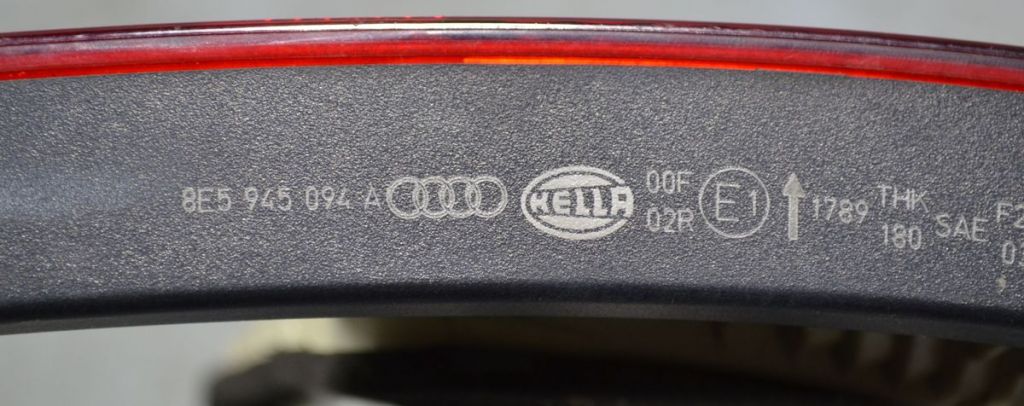 8E5 945 094 A HELLA 00F E1 1789 THK SAE
02R 180